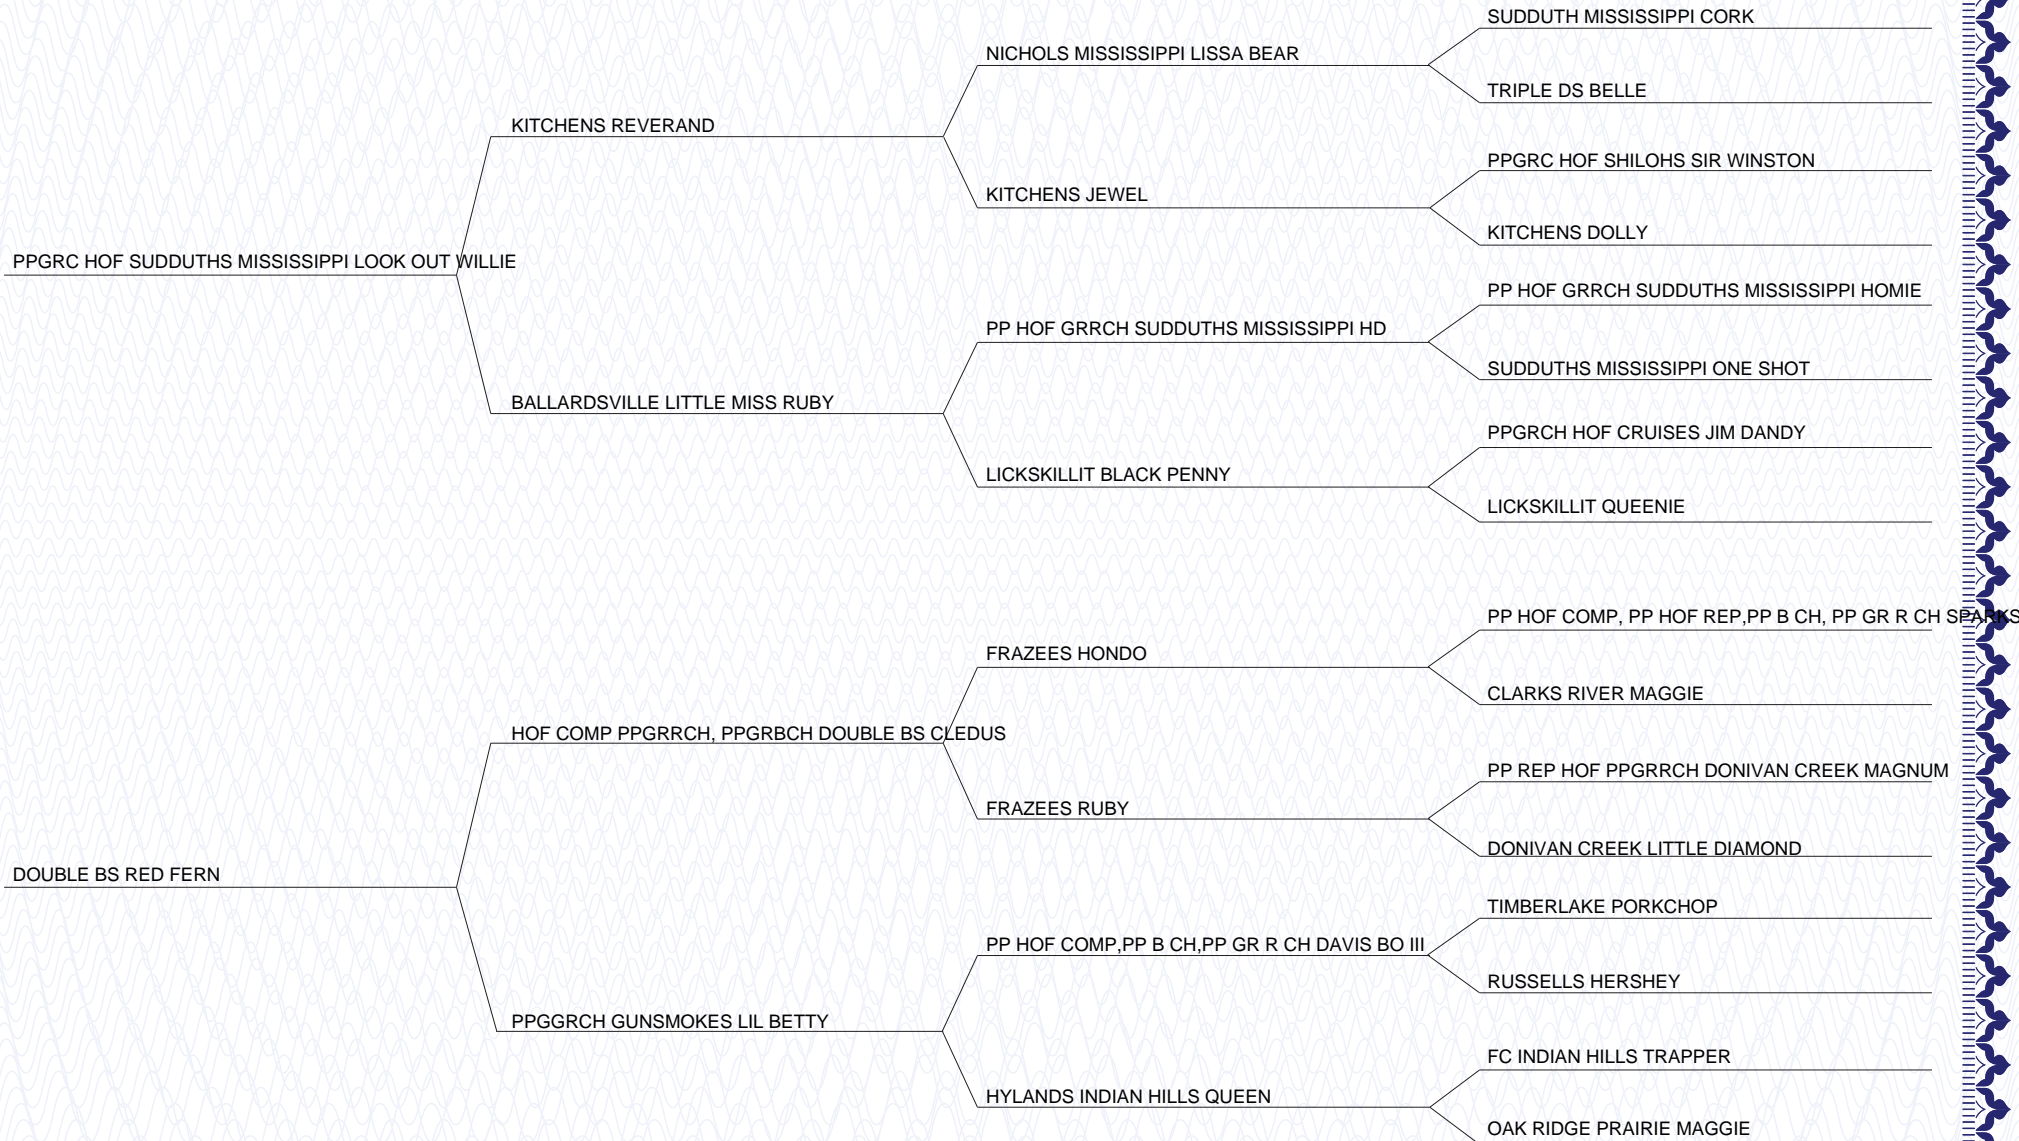 SUDDUTH MISSISSIPPI CORK
NICHOLS MISSISSIPPI LISSA BEAR
TRIPLE DS BELLE
KITCHENS REVERAND
PPGRC HOF SHILOHS SIR WINSTON
KITCHENS JEWEL
KITCHENS DOLLY
PPGRC HOF SUDDUTHS MISSISSIPPI LOOK OUT WILLIE
PP HOF GRRCH SUDDUTHS MISSISSIPPI HOMIE
PP HOF GRRCH SUDDUTHS MISSISSIPPI HD
SUDDUTHS MISSISSIPPI ONE SHOT
BALLARDSVILLE LITTLE MISS RUBY
PPGRCH HOF CRUISES JIM DANDY
LICKSKILLIT BLACK PENNY
LICKSKILLIT QUEENIE
PP HOF COMP, PP HOF REP,PP B CH, PP GR R CH SPARKS
FRAZEES HONDO
CLARKS RIVER MAGGIE
HOF COMP PPGRRCH, PPGRBCH DOUBLE BS CLEDUS
PP REP HOF PPGRRCH DONIVAN CREEK MAGNUM
FRAZEES RUBY
DONIVAN CREEK LITTLE DIAMOND
DOUBLE BS RED FERN
TIMBERLAKE PORKCHOP
PP HOF COMP,PP B CH,PP GR R CH DAVIS BO III
RUSSELLS HERSHEY
PPGGRCH GUNSMOKES LIL BETTY
FC INDIAN HILLS TRAPPER
HYLANDS INDIAN HILLS QUEEN
OAK RIDGE PRAIRIE MAGGIE